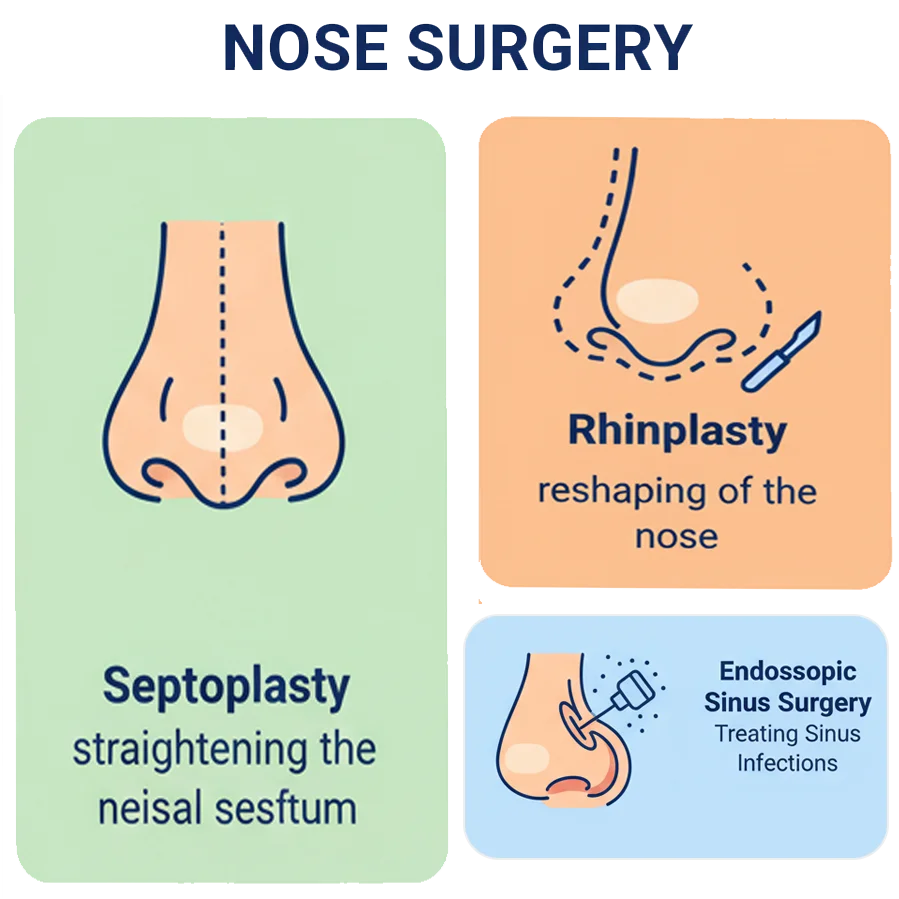 NOSE SURGERY
Septoplasty
straightening the
neisal sesftum
Rhinplasty
reshaping of the
nose
Endossopic
Sinus Surgery
Treating Sinus
Infections